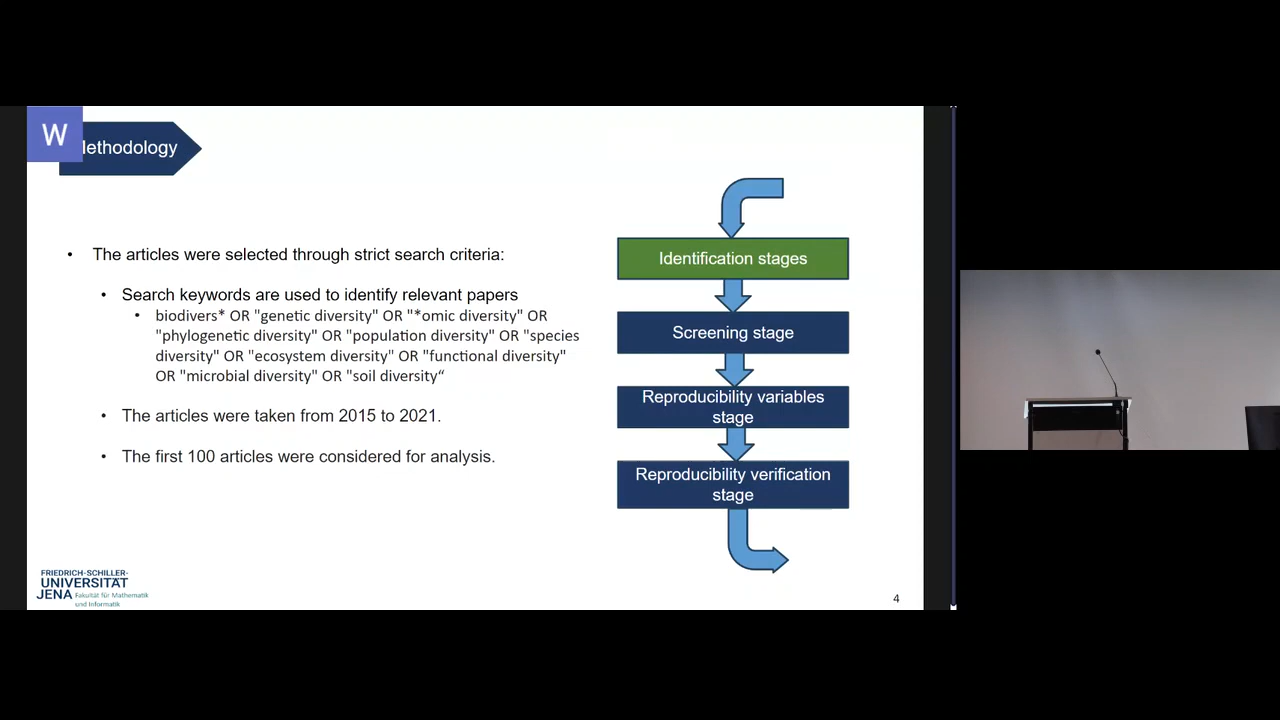 W
ethodology
• The articles were selected through strict search criteria:
• Search keywords are used to identify relevant papers
• biodivers* OR "genetic diversity" OR "*omic diversity" OR
"phylogenetic diversity" OR "population diversity" OR "species
diversity" OR "ecosystem diversity" OR "functional diversity"
OR "microbial diversity" OR "soil diversity“
• The articles were taken from 2015 to 2021.
• The first 100 articles were considered for analysis.
Identification stages
Screening stage
Reproducibility variables
stage
Reproducibility verification
stage
FRIEDRICH-SCHILLER-
UNIVERSITÄT
JENA Fakultät für Mathematik
und Informatik
4